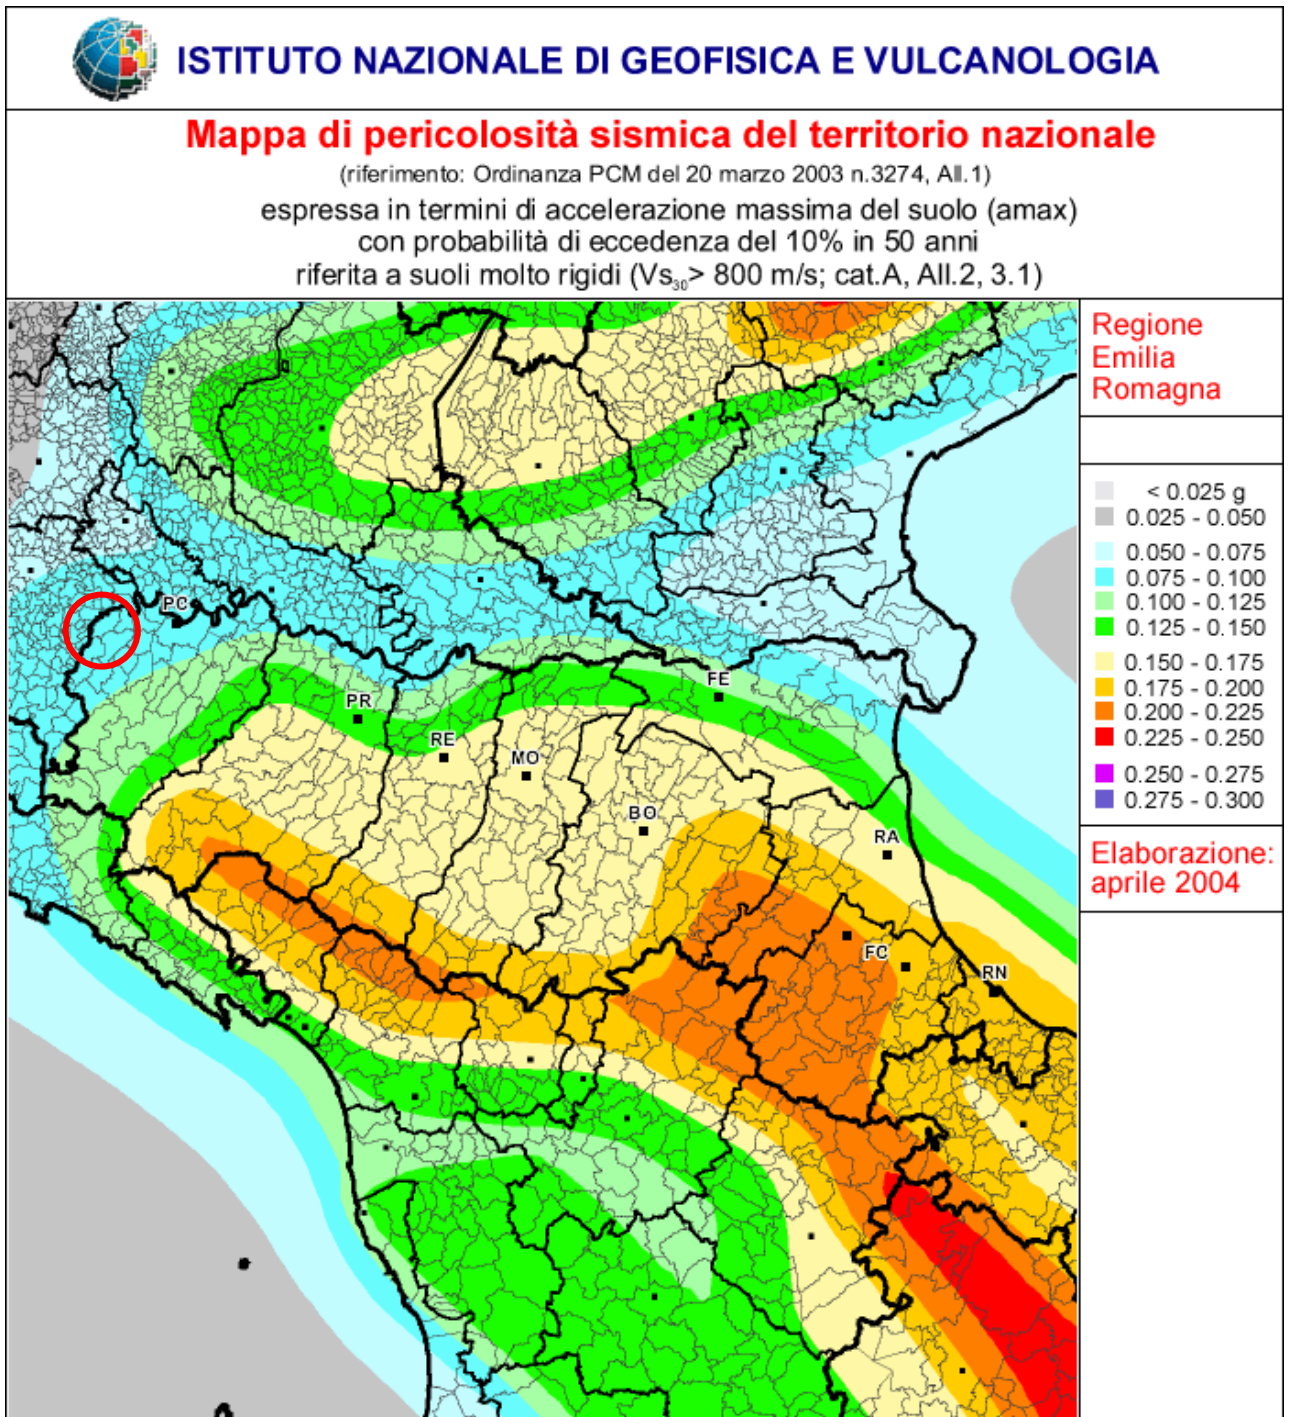 ISTITUTO NAZIONALE DI GEOFISICA E VULCANOLOGIA
Mappa di pericolosità sismica del territorio nazionale
(riferimento: Ordinanza PCM del 20 marzo 2003 n.3274, All.1)
espressa in termini di accelerazione massima del suolo (amax)
con probabilità di eccedenza del 10% in 50 anni
riferita a suoli molto rigidi (Vs₃₀> 800 m/s; cat.A, All.2, 3.1)
Regione
Emilia
Romagna
< 0.025 g
0.025 - 0.050
0.050 - 0.075
0.075 - 0.100
0.100 - 0.125
0.125 - 0.150
0.150 - 0.175
0.175 - 0.200
0.200 - 0.225
0.225 - 0.250
0.250 - 0.275
0.275 - 0.300
Elaborazione:
aprile 2004
PC
PR
RE
MO
FE
BO
RA
FC
RN